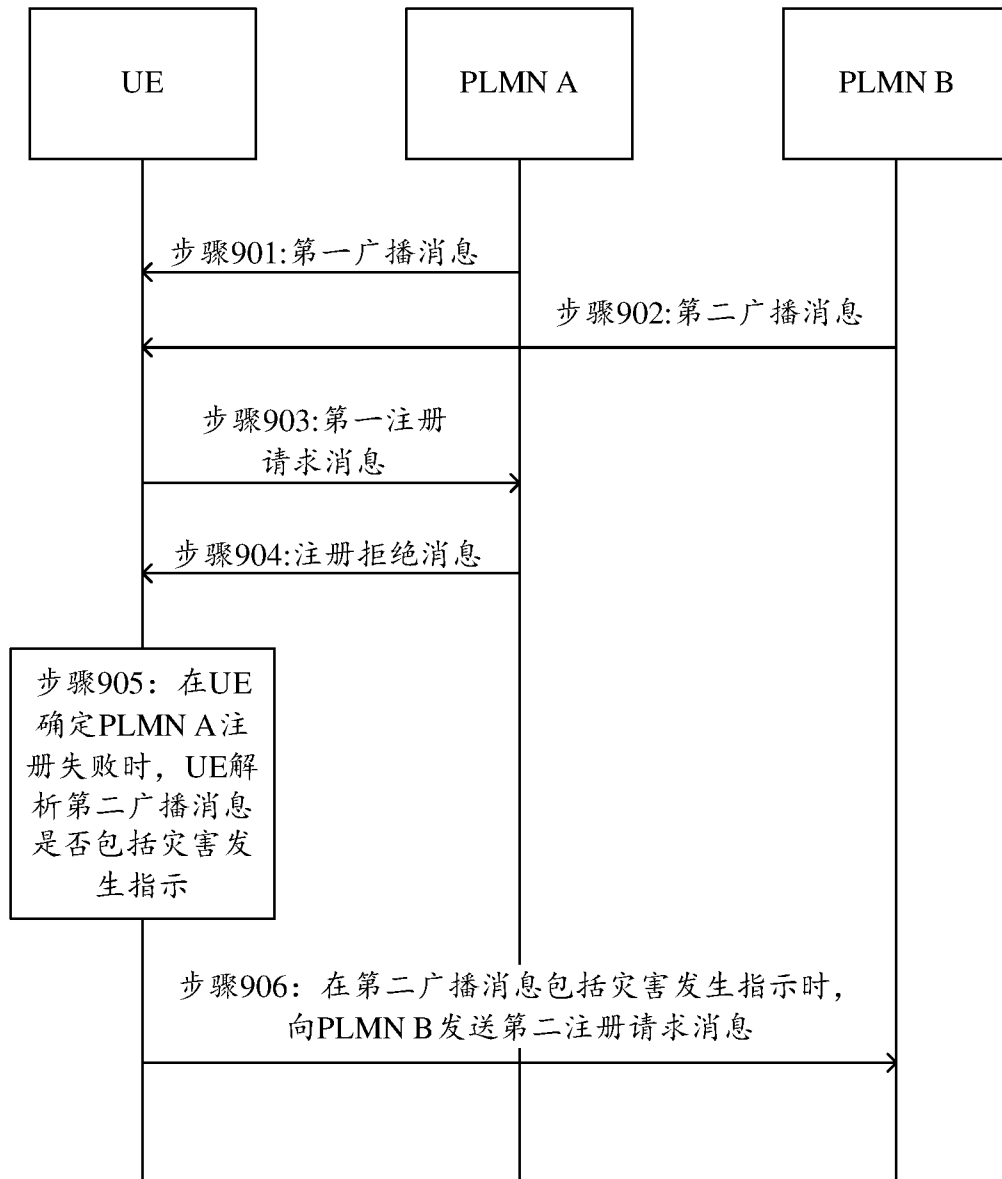 UE
PLMN A
PLMN B
步骤901:第一广播消息
步骤902:第二广播消息
步骤903:第一注册
请求消息
步骤904:注册拒绝消息
步骤905：在UE
确定PLMN A注
册失败时，UE解
析第二广播消息
是否包括灾害发
生指示
步骤906：在第二广播消息包括灾害发生指示时，
向PLMN B发送第二注册请求消息